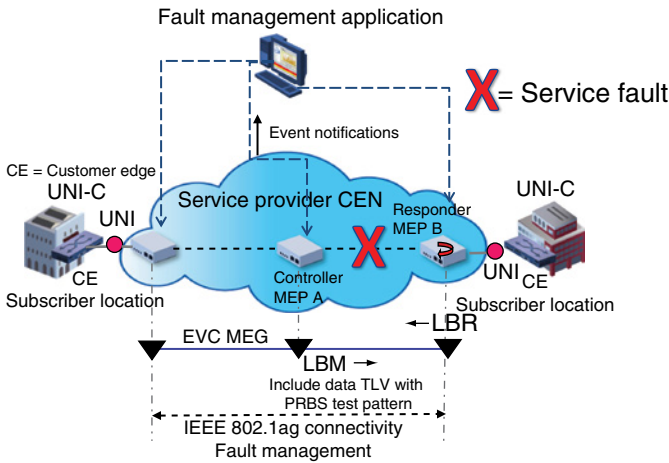 Fault management application
X = Service fault
Event notifications
CE = Customer edge
UNI-C
UNI
CE
Subscriber location
Service provider CEN
Controller
MEP A
X
Responder
MEP B
UNI-C
UNI
CE
Subscriber location
←LBR
EVC MEG
LBM →
Include data TLV with
PRBS test pattern
IEEE 802.1ag connectivity
Fault management